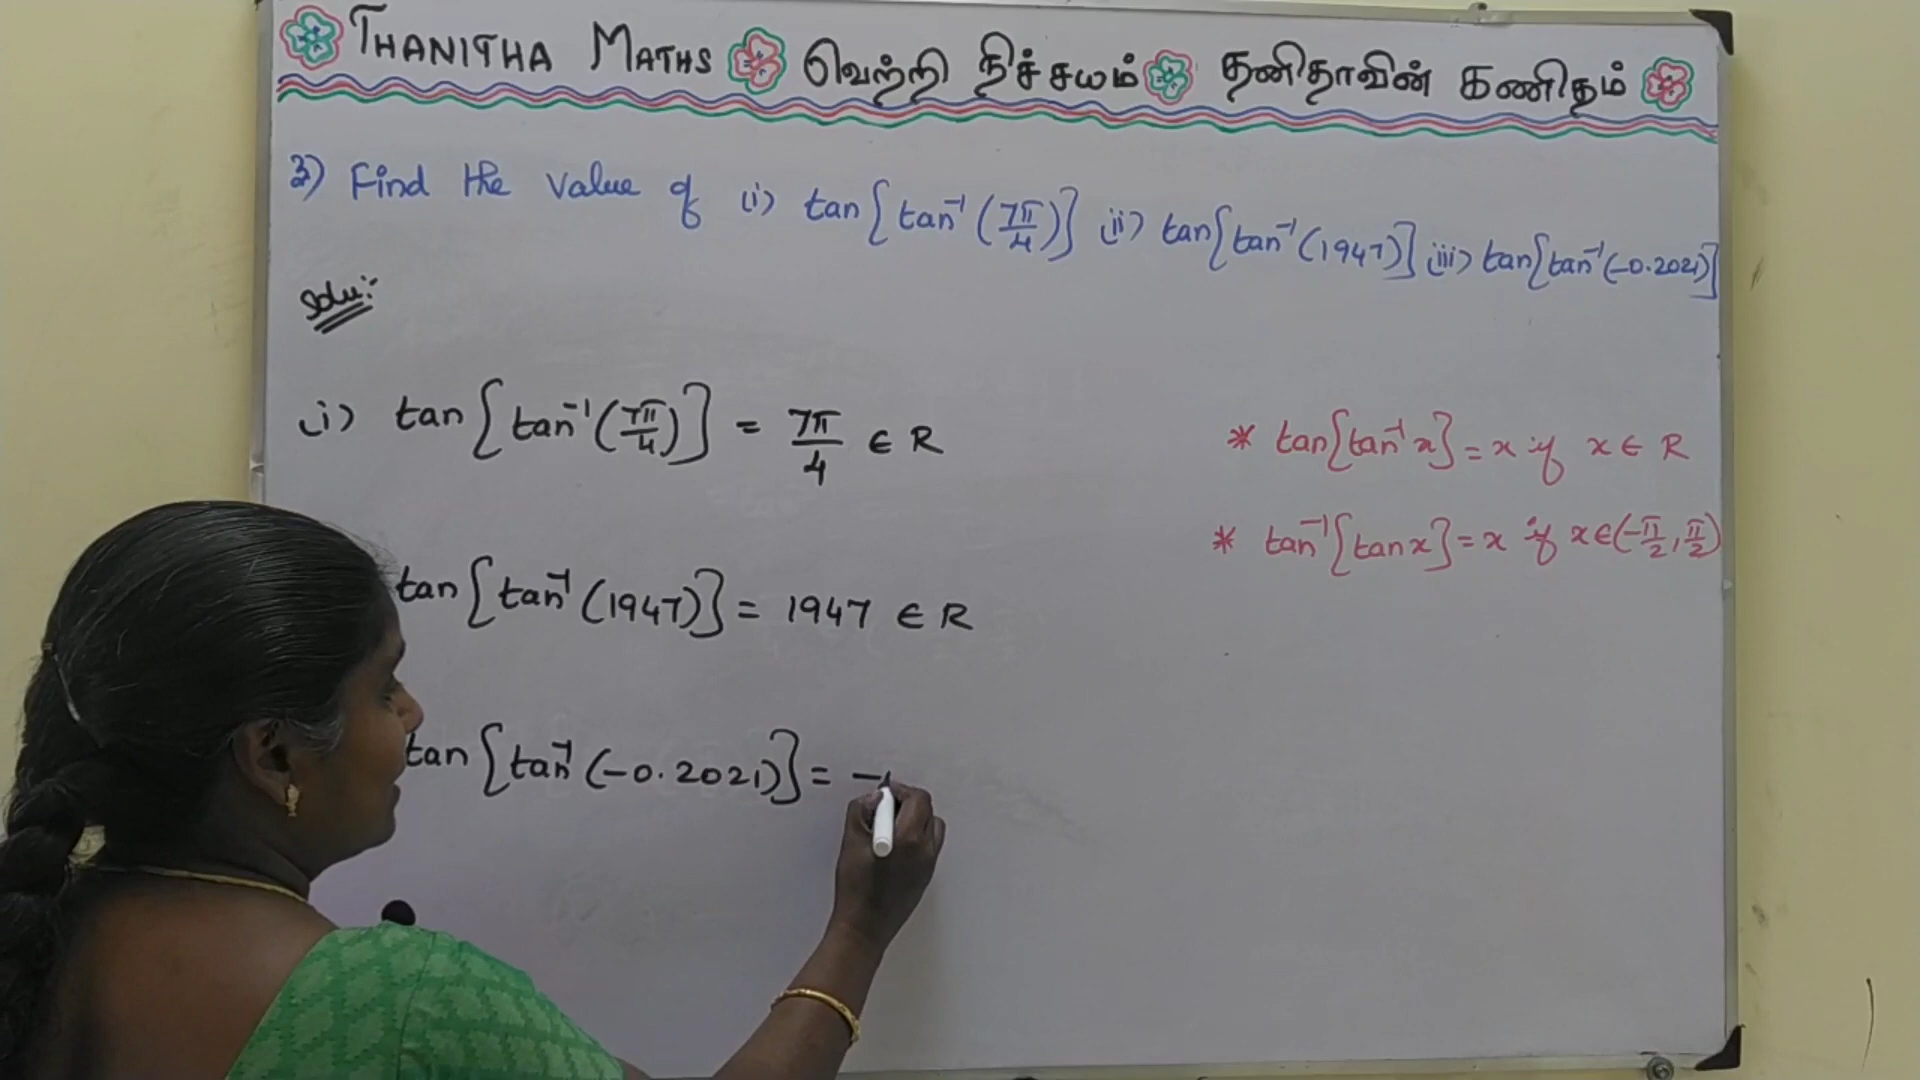 THANITHA MATHS வெற்றி நிச்சயம் தனிதாவின் கணிதம்
3) Find the value of (i) tan[tan⁻¹(7π/4)] (ii) tan[tan⁻¹(1947)] (iii) tan[tan⁻¹(-0.2021)]
Solu:-
(i) tan[tan⁻¹(7π/4)] = 7π/4 ∈ R
* tan[tan⁻¹x] = x if x ∈ R
* tan⁻¹[tan x] = x if x ∈ (-π/2, π/2)
tan[tan⁻¹(1947)] = 1947 ∈ R
tan[tan⁻¹(-0.2021)] = -